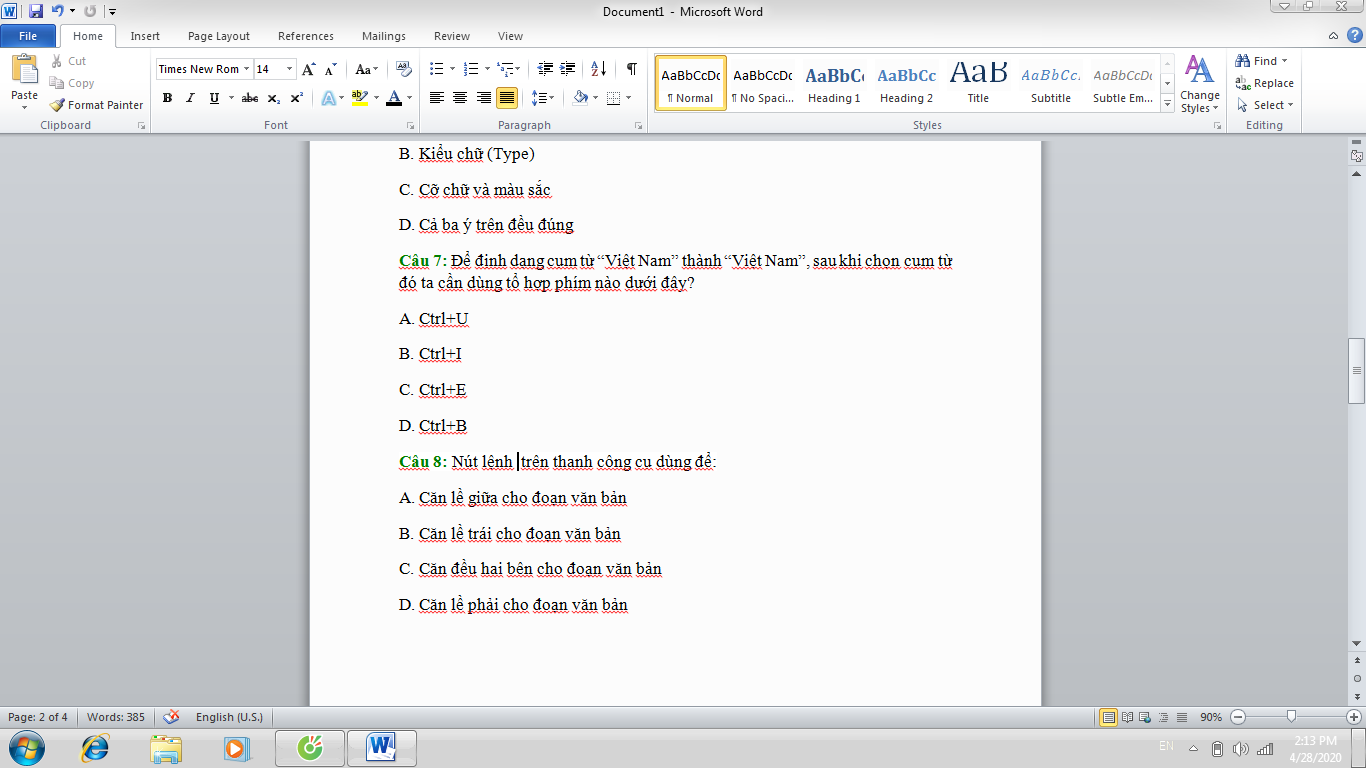 Document1 - Microsoft Word
File Home Insert Page Layout References Mailings Review View
Paste
Cut
Copy
Format Painter
Clipboard
Times New Rom 14
Font
Paragraph
AaBbCcDc AaBbCcDc AaBbCc AaBbCc AaB AaBbCc. AaBbCcDc
¶ Normal ¶ No Spaci... Heading 1 Heading 2 Title Subtitle Subtle Em...
Styles
Change Styles
Find
Replace
Select
Editing
B. Kiểu chữ (Type)
C. Cỡ chữ và màu sắc
D. Cả ba ý trên đều đúng
Câu 7: Để định dạng cụm từ “Việt Nam” thành “Việt Nam”, sau khi chọn cụm từ
đó ta cần dùng tổ hợp phím nào dưới đây?
A. Ctrl+U
B. Ctrl+I
C. Ctrl+E
D. Ctrl+B
Câu 8: Nút lệnh trên thanh công cụ dùng để:
A. Căn lề giữa cho đoạn văn bản
B. Căn lề trái cho đoạn văn bản
C. Căn đều hai bên cho đoạn văn bản
D. Căn lề phải cho đoạn văn bản
Page: 2 of 4 Words: 385 English (U.S.) 90%
EN 2:13 PM
4/28/2020